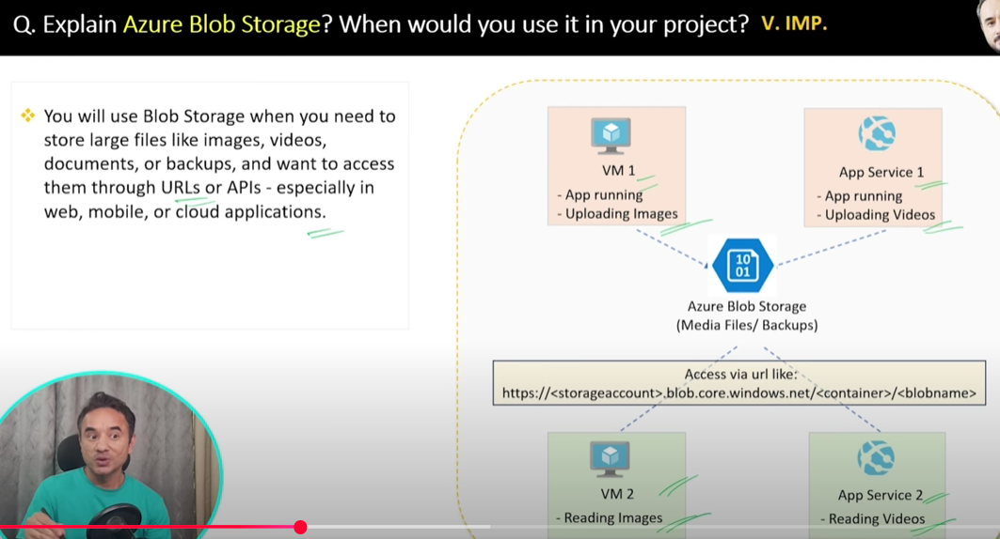 Q. Explain Azure Blob Storage? When would you use it in your project? V. IMP.
❖ You will use Blob Storage when you need to
store large files like images, videos,
documents, or backups, and want to access
them through URLs or APIs - especially in
web, mobile, or cloud applications.
VM 1
- App running
- Uploading Images
App Service 1
- App running
- Uploading Videos
10
01
Azure Blob Storage
(Media Files/ Backups)
Access via url like:
https://<storageaccount>.blob.core.windows.net/<container>/<blobname>
VM 2
- Reading Images
App Service 2
- Reading Videos